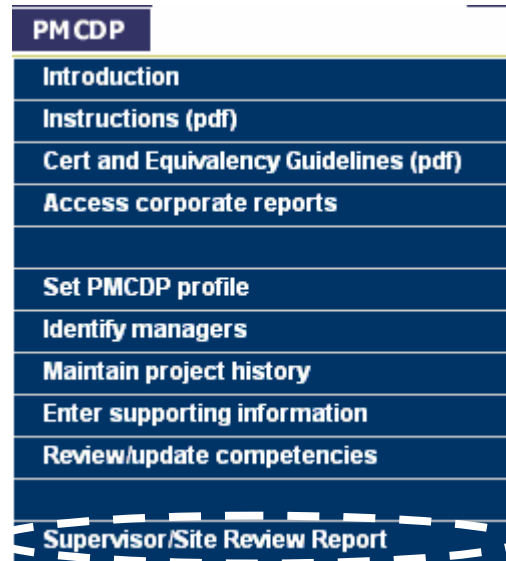 PMCDP
Introduction
Instructions (pdf)
Cert and Equivalency Guidelines (pdf)
Access corporate reports
Set PMCDP profile
Identify managers
Maintain project history
Enter supporting information
Review/update competencies
Supervisor/Site Review Report